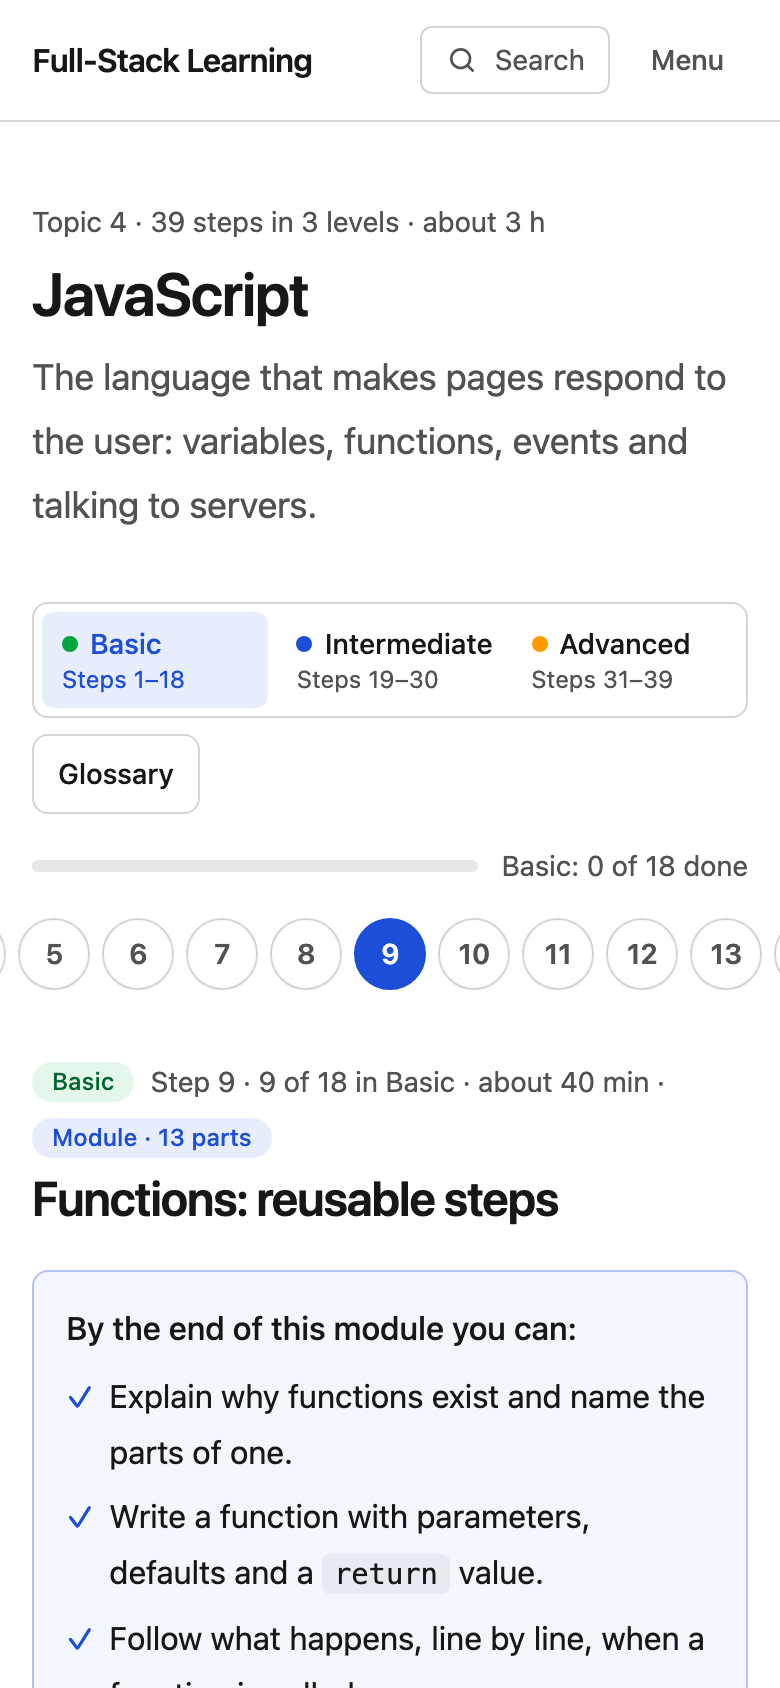 Full-Stack Learning
Search
Menu
Topic 4 · 39 steps in 3 levels · about 3 h
JavaScript
The language that makes pages respond to
the user: variables, functions, events and
talking to servers.
Basic
Steps 1–18
Intermediate
Steps 19–30
Advanced
Steps 31–39
Glossary
Basic: 0 of 18 done
5 6 7 8 9 10 11 12 13
Basic Step 9 · 9 of 18 in Basic · about 40 min ·
Module · 13 parts
Functions: reusable steps
By the end of this module you can:
Explain why functions exist and name the
parts of one.
Write a function with parameters,
defaults and a return value.
Follow what happens, line by line, when a